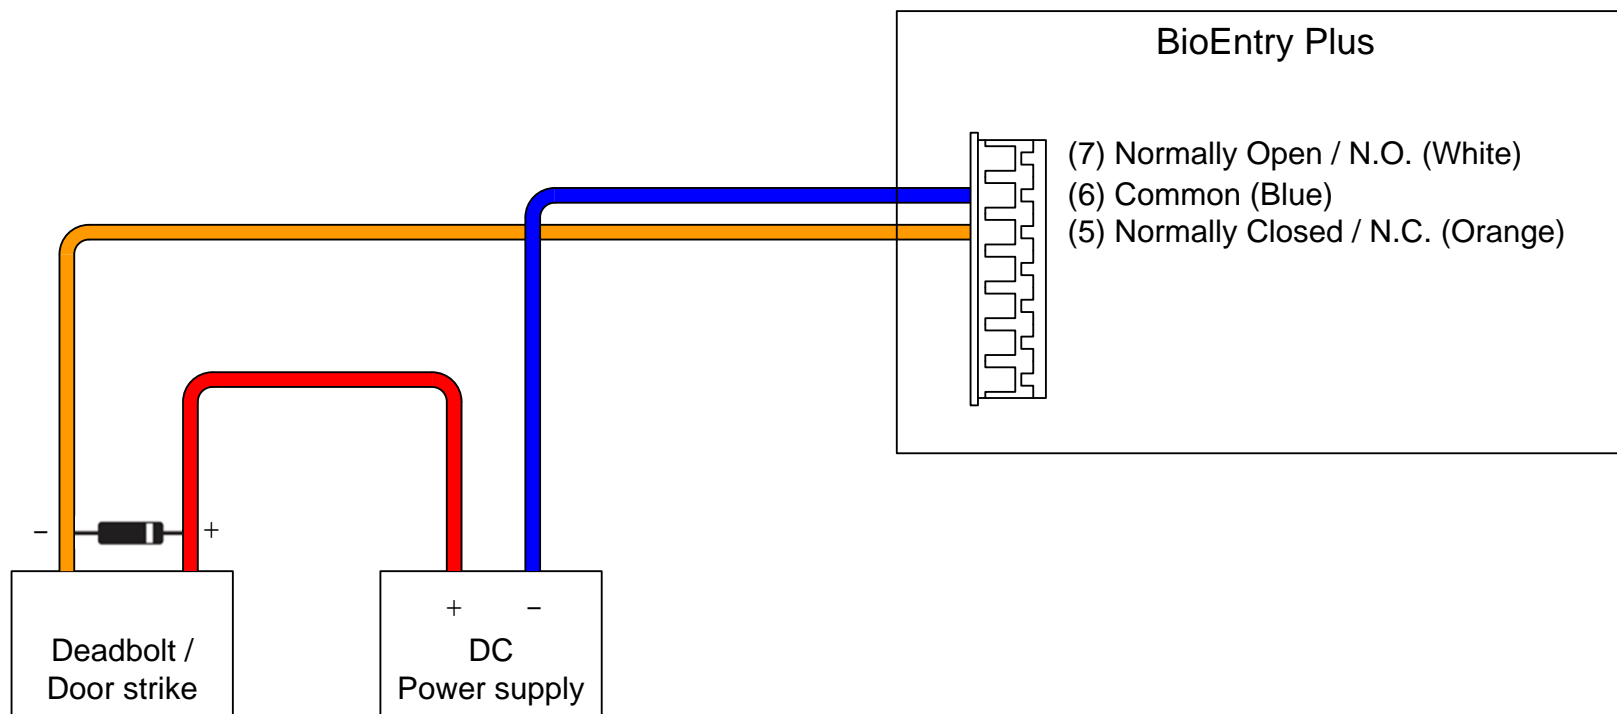 BioEntry Plus
(7) Normally Open / N.O. (White)
(6) Common (Blue)
(5) Normally Closed / N.C. (Orange)
− +
+ −
Deadbolt /
Door strike
DC
Power supply